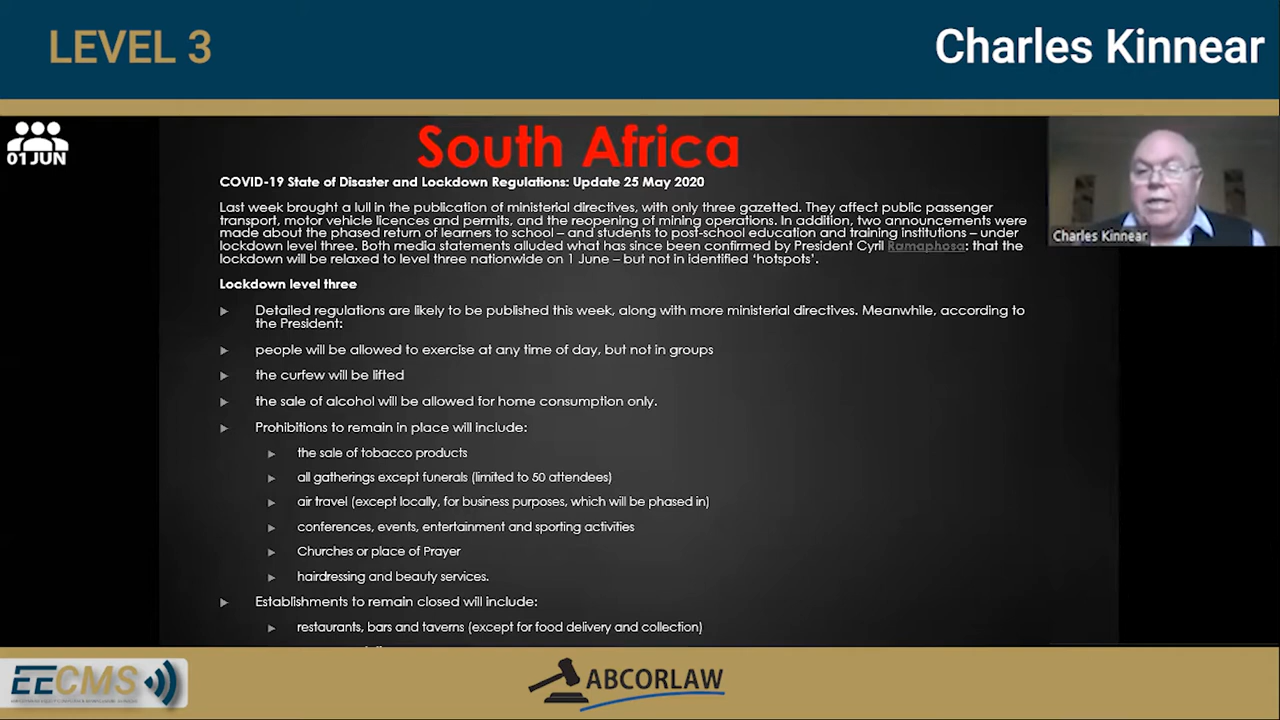 LEVEL 3
Charles Kinnear
01 JUN
South Africa
COVID-19 State of Disaster and Lockdown Regulations: Update 25 May 2020
Last week brought a lull in the publication of ministerial directives, with only three gazetted. They affect public passenger
transport, motor vehicle licences and permits, and the reopening of mining operations. In addition, two announcements were
made about the phased return of learners to school – and students to post-school education and training institutions – under
lockdown level three. Both media statements alluded what has since been confirmed by President Cyril Ramaphosa: that the
lockdown will be relaxed to level three nationwide on 1 June – but not in identified ‘hotspots’.
Charles Kinnear
Lockdown level three
Detailed regulations are likely to be published this week, along with more ministerial directives. Meanwhile, according to
the President:
people will be allowed to exercise at any time of day, but not in groups
the curfew will be lifted
the sale of alcohol will be allowed for home consumption only.
Prohibitions to remain in place will include:
the sale of tobacco products
all gatherings except funerals (limited to 50 attendees)
air travel (except locally, for business purposes, which will be phased in)
conferences, events, entertainment and sporting activities
Churches or place of Prayer
hairdressing and beauty services.
Establishments to remain closed will include:
restaurants, bars and taverns (except for food delivery and collection)
EECMS
ABCORLAW